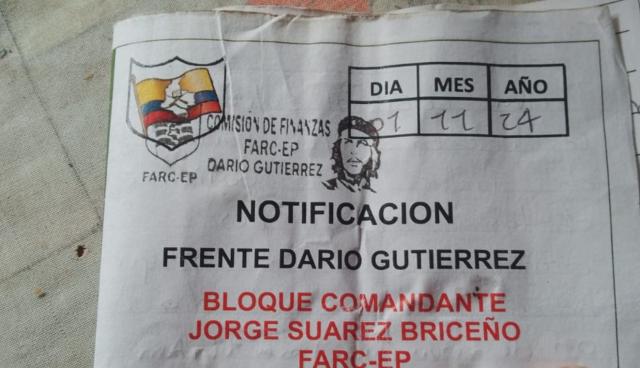 DIA MES AÑO
01 11 24
COMISIÓN DE FINANZAS
FARC-EP
DARIO GUTIERREZ
FARC-EP
NOTIFICACION
FRENTE DARIO GUTIERREZ
BLOQUE COMANDANTE
JORGE SUAREZ BRICEÑO
FARC-EP